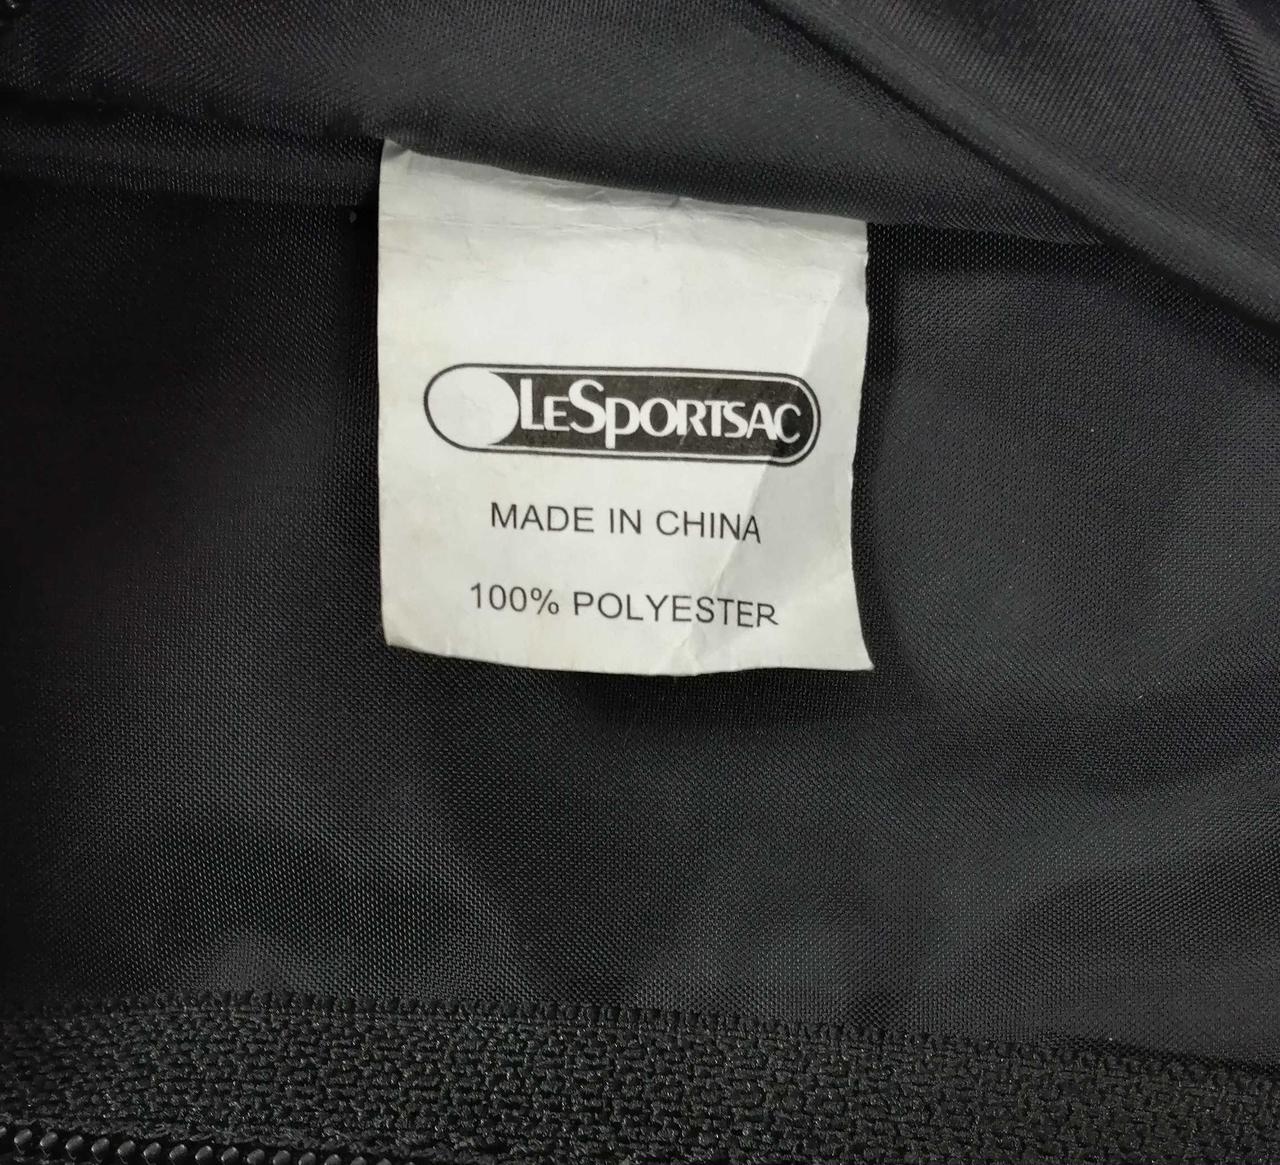 LeSportsac
MADE IN CHINA
100% POLYESTER